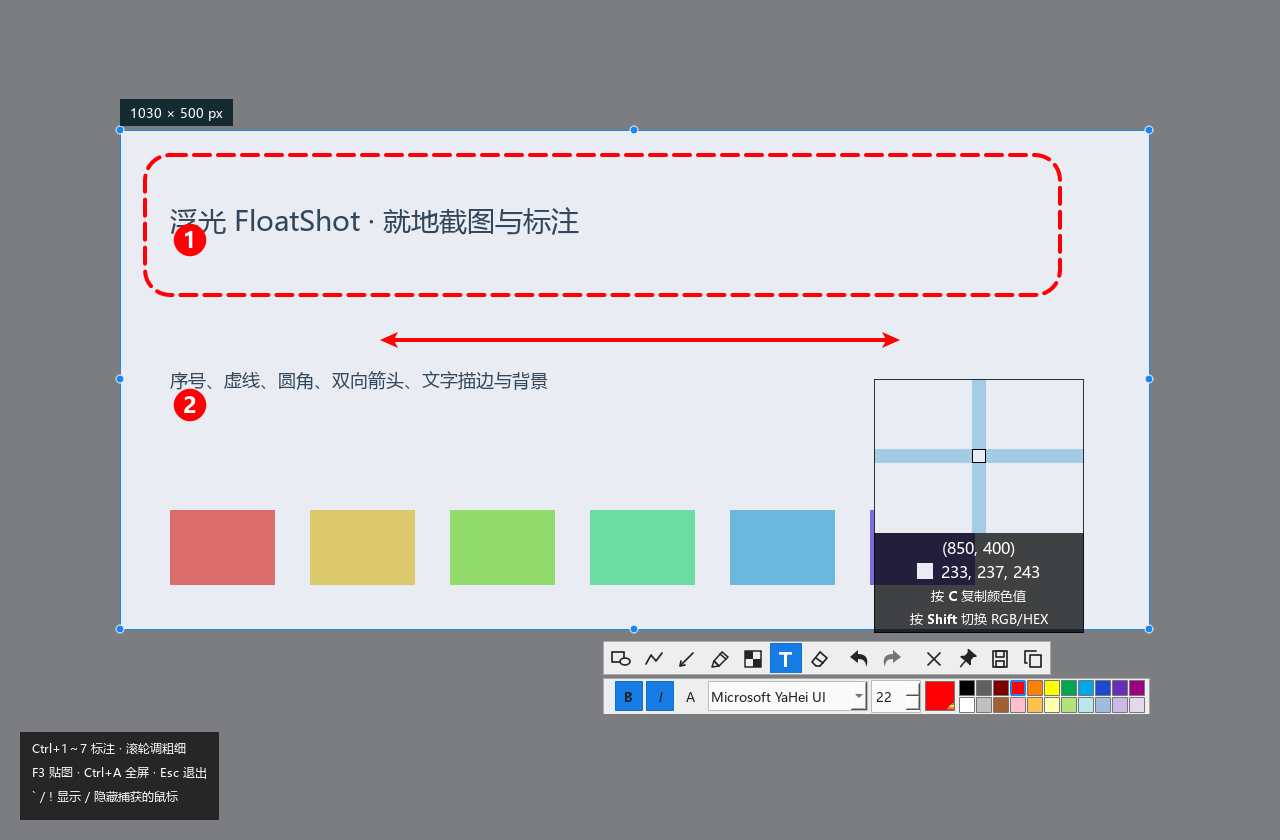 1030 × 500 px
浮光 FloatShot · 就地截图与标注
1
序号、虚线、圆角、双向箭头、文字描边与背景
2
(850, 400)
233, 237, 243
按 C 复制颜色值
按 Shift 切换 RGB/HEX
T
B I A Microsoft YaHei UI 22
Ctrl+1～7 标注 · 滚轮调粗细
F3 贴图 · Ctrl+A 全屏 · Esc 退出
` / ! 显示 / 隐藏捕获的鼠标